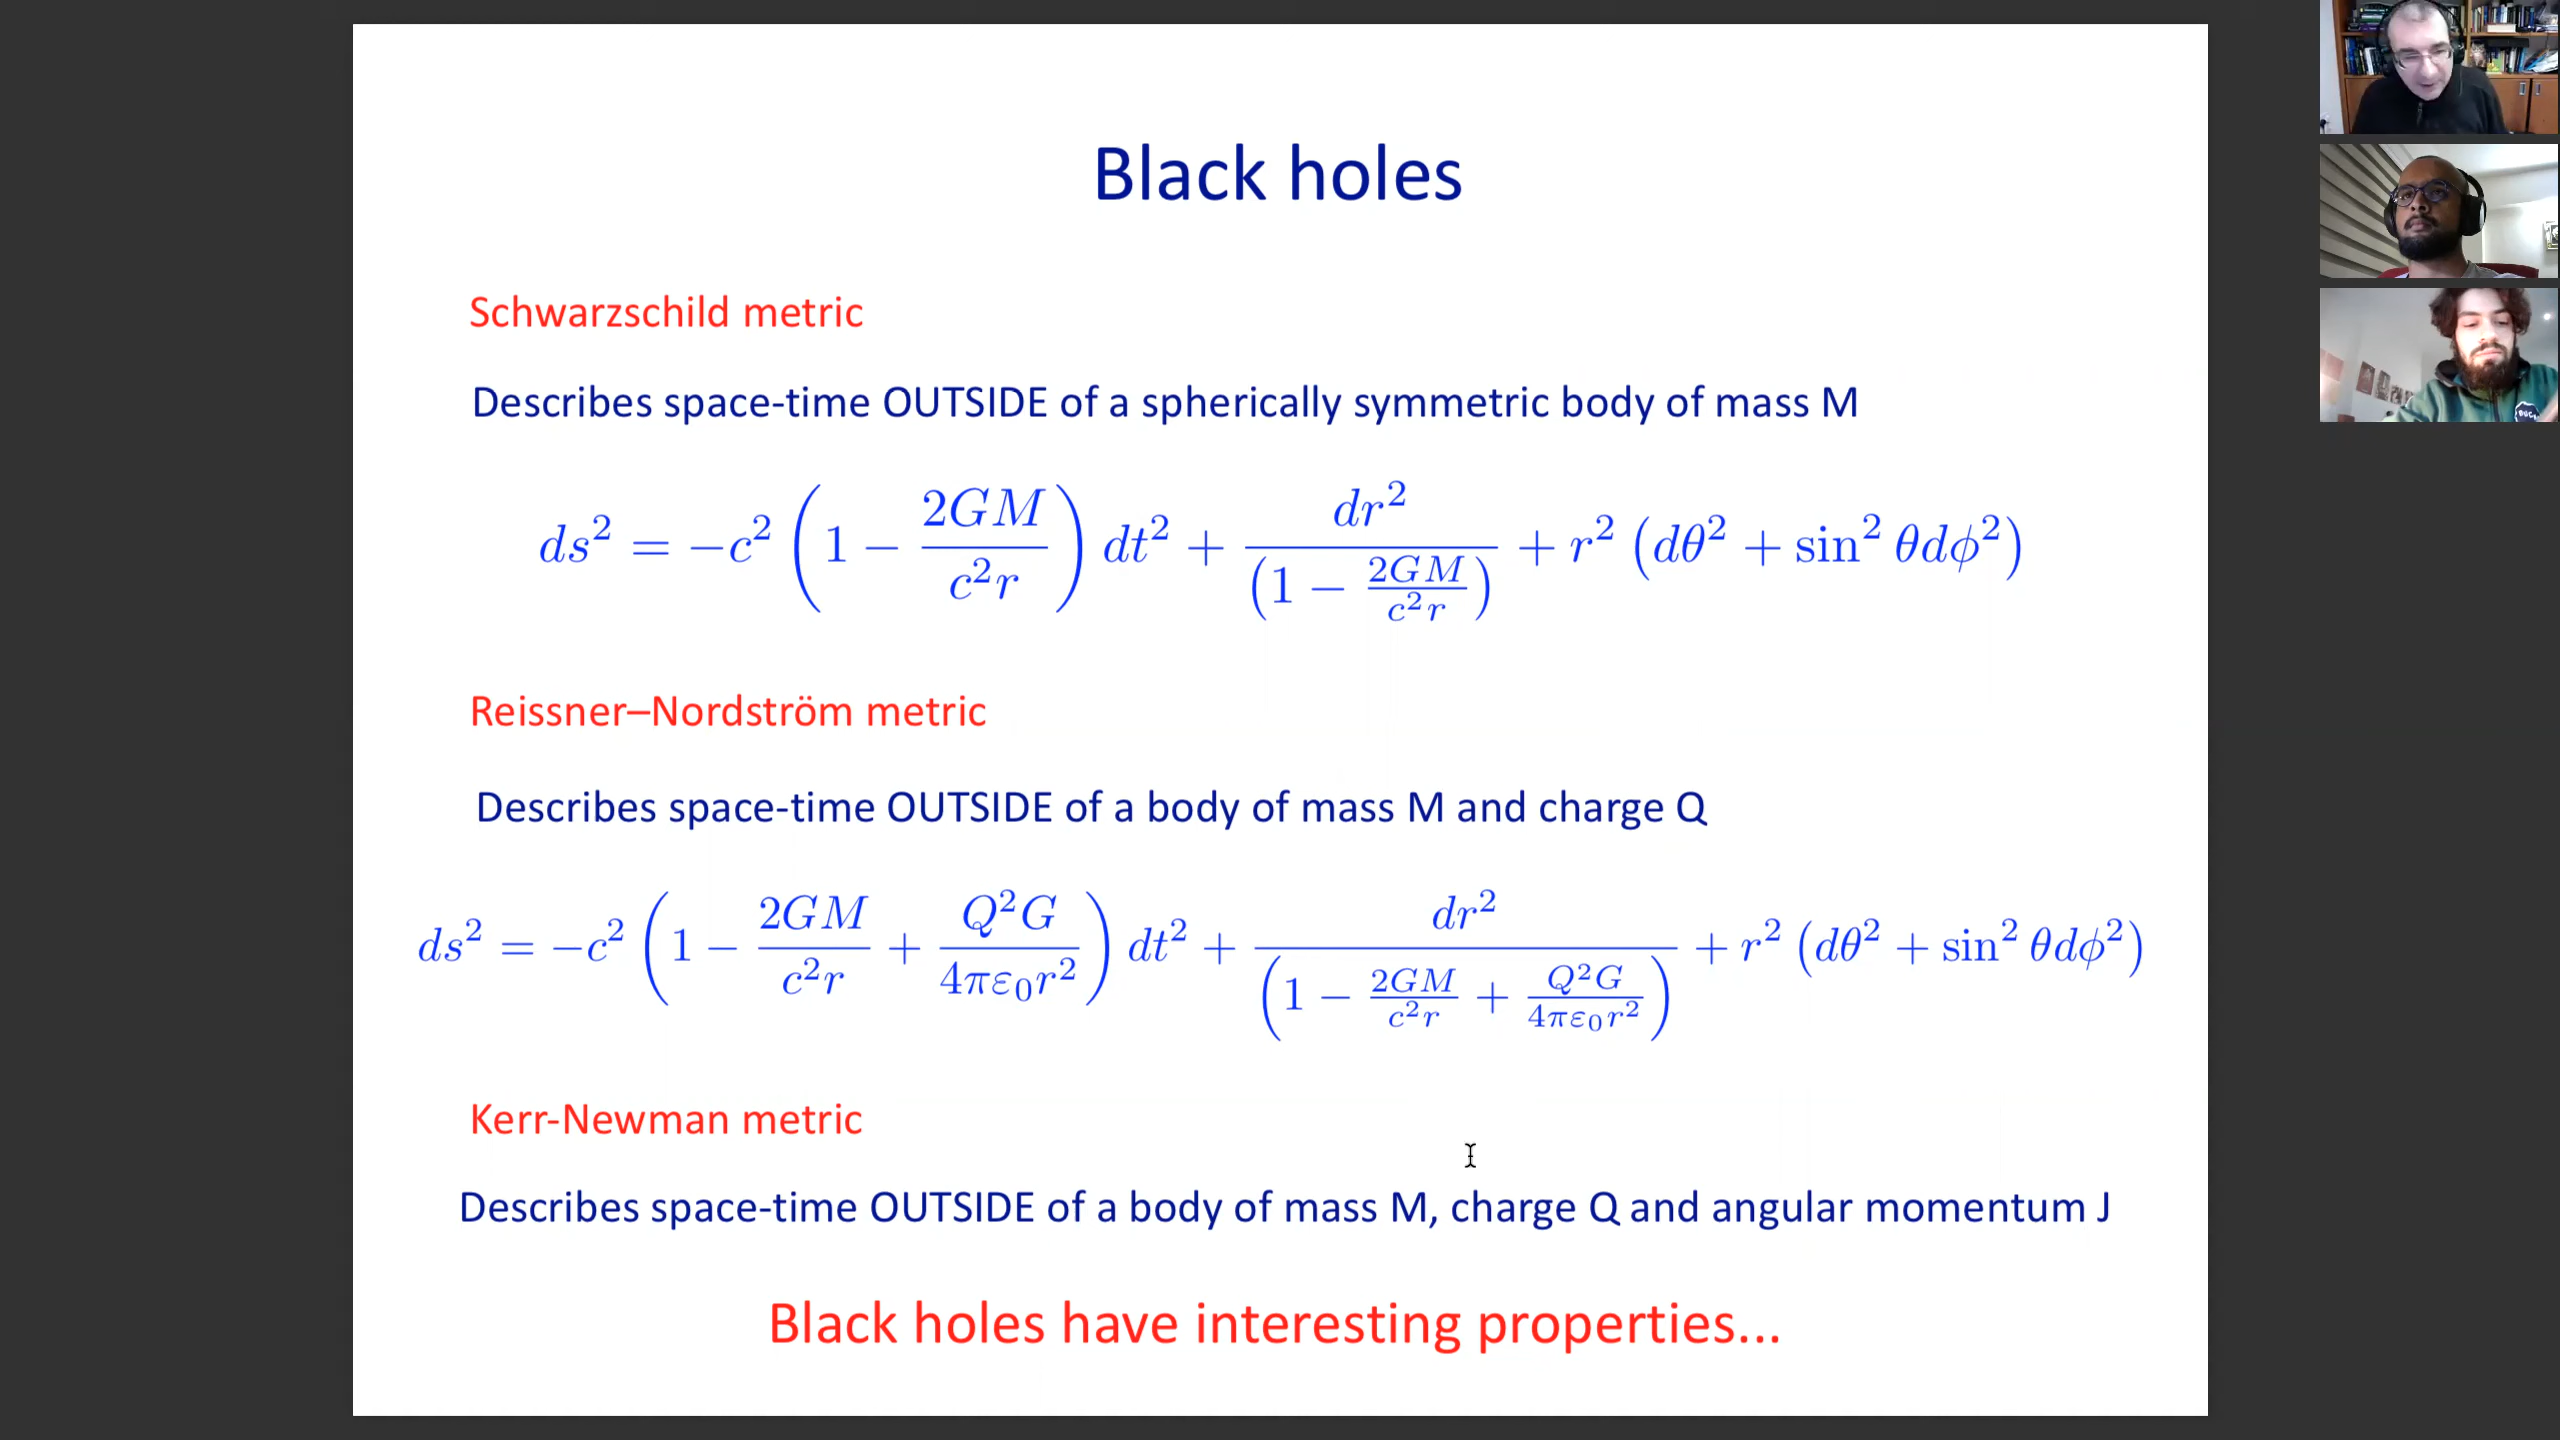 Black holes
Schwarzschild metric
Describes space-time OUTSIDE of a spherically symmetric body of mass M
ds² = −c² (1 − 2GM/c²r) dt² + dr²/(1 − 2GM/c²r) + r² (dθ² + sin² θdϕ²)
Reissner–Nordström metric
Describes space-time OUTSIDE of a body of mass M and charge Q
ds² = −c² (1 − 2GM/c²r + Q²G/4πε₀r²) dt² + dr²/(1 − 2GM/c²r + Q²G/4πε₀r²) + r² (dθ² + sin² θdϕ²)
Kerr-Newman metric
Describes space-time OUTSIDE of a body of mass M, charge Q and angular momentum J
Black holes have interesting properties...